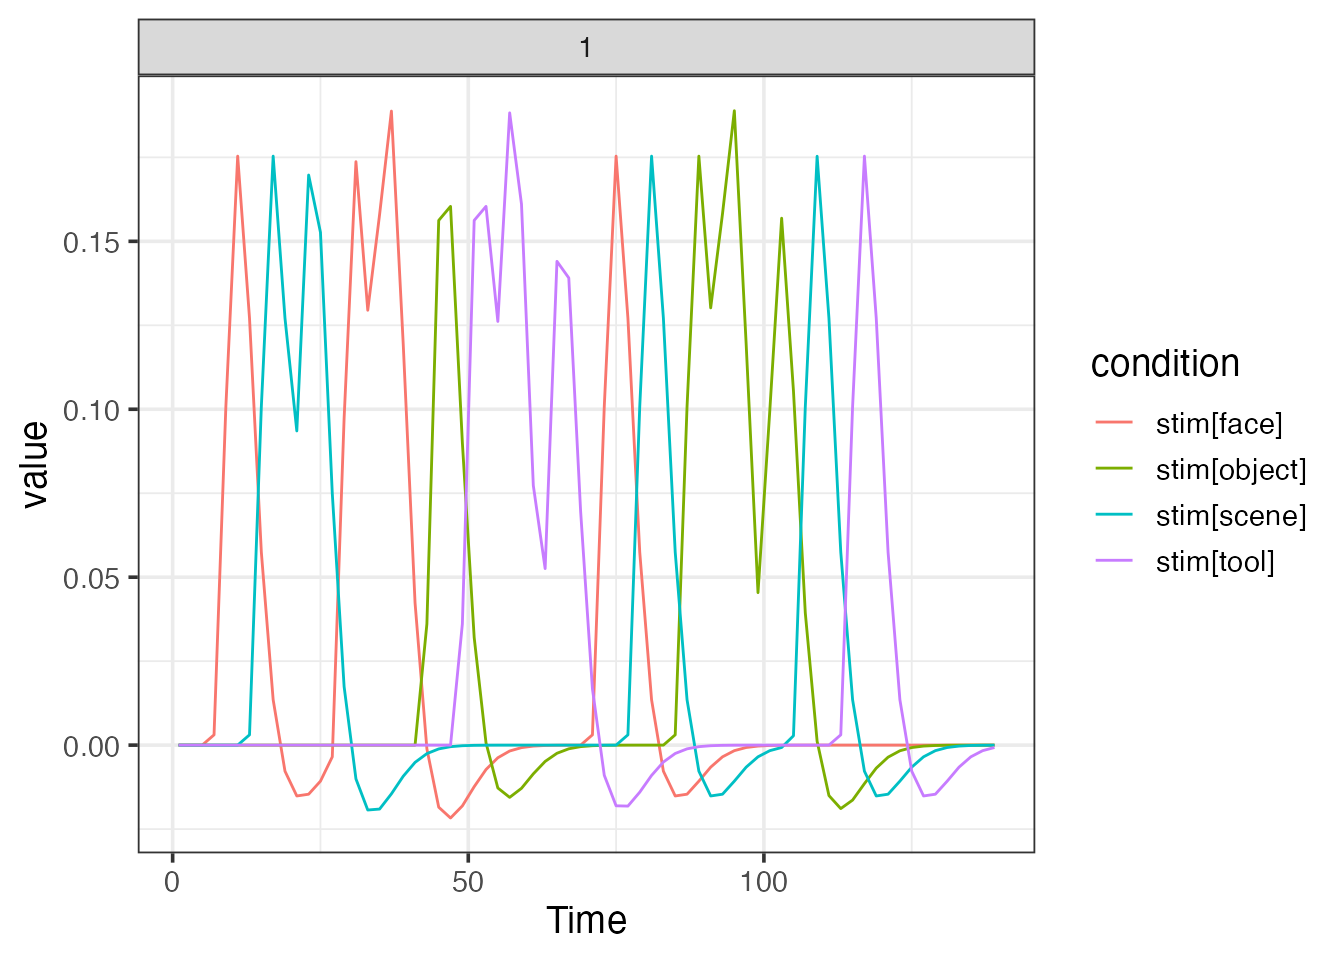 1
0.15
0.10
0.05
0.00
value
0
50
100
Time
condition
stim[face]
stim[object]
stim[scene]
stim[tool]